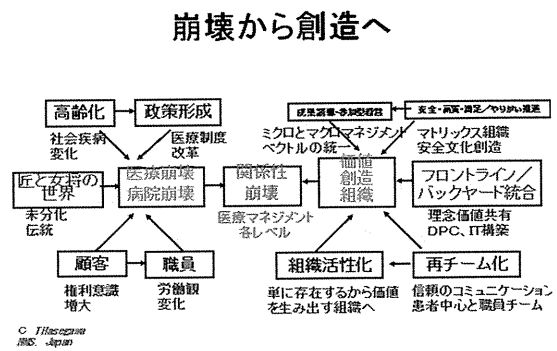 崩壊から創造へ
高齢化
政策形成
社会疾病
変化
医療制度
改革
匠と女将の
世界
未分化
伝統
医療崩壊
病院崩壊
顧客
権利意識
増大
職員
労働観
変化
関係性
崩壊
医療マネジメント
各レベル
安全・品質・満足/やりがい推進
ミクロとマクロマネジメント
ベクトルの統一
マトリックス組織
安全文化創造
価値
創造
組織
フロントライン/
バックヤード統合
理念価値共有
DPC、IT構築
組織活性化
単に存在するから価値
を生み出す組織へ
再チーム化
信頼のコミュニケーション
患者中心と職員チーム
© THasegawa
Japan